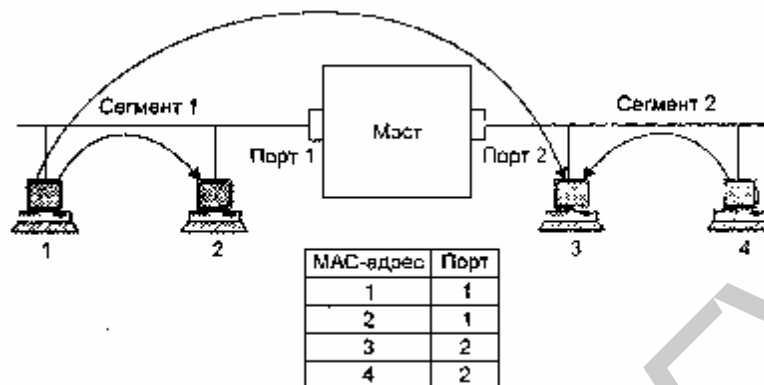 Сегмент 1
Сегмент 2
Мост
Порт 1
Порт 2
1
2
3
4
МАС-адрес Порт
1 1
2 1
3 2
4 2